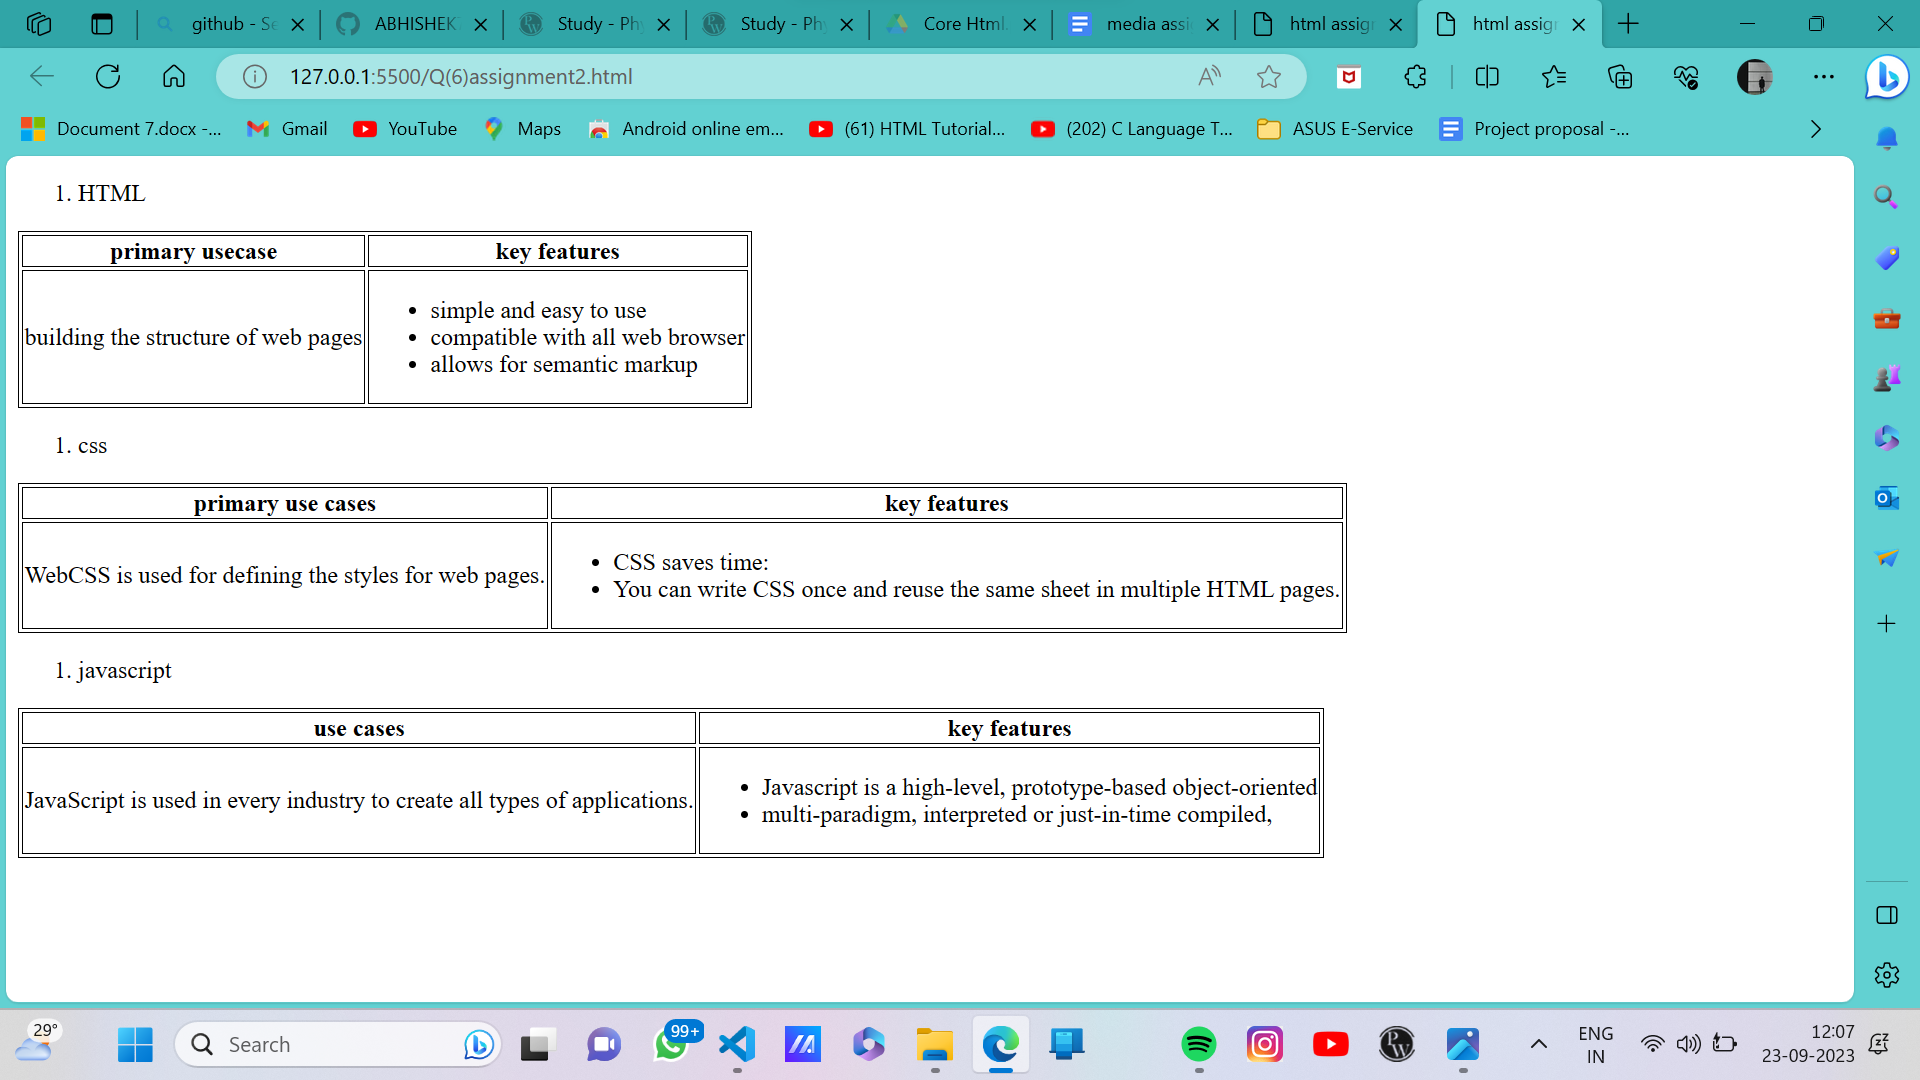 github - Se
ABHISHEK
Study - Ph
Study - Ph
Core Html.
media assi
html assig
html assig
127.0.0.1:5500/Q(6)assignment2.html
Document 7.docx -...
Gmail
YouTube
Maps
Android online em...
(61) HTML Tutorial...
(202) C Language T...
ASUS E-Service
Project proposal -...
1. HTML
primary usecase key features
building the structure of web pages
• simple and easy to use
• compatible with all web browser
• allows for semantic markup
1. css
primary use cases key features
WebCSS is used for defining the styles for web pages.
• CSS saves time:
• You can write CSS once and reuse the same sheet in multiple HTML pages.
1. javascript
use cases key features
JavaScript is used in every industry to create all types of applications.
• Javascript is a high-level, prototype-based object-oriented
• multi-paradigm, interpreted or just-in-time compiled,
29°
Search
99+
PW
ENG
IN
12:07
23-09-2023